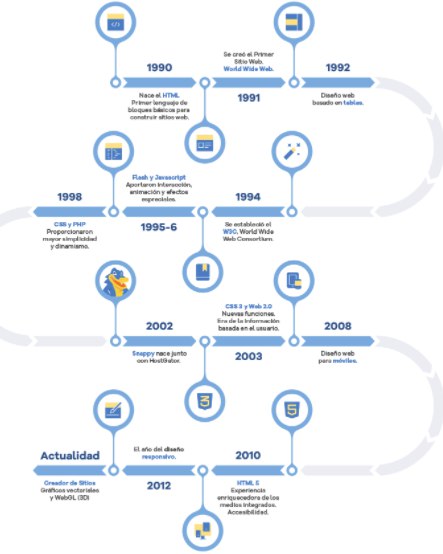 1990
Nace el HTML
Primer lenguaje de
bloques básicos para
construir sitios web.
Se creó el Primer
Sitio Web.
World Wide Web.
1991
1992
Diseño web
basado en tablas.
1994
Se estableció el
W3C, World Wide
Web Consortium.
Flash y Javascript
Aportaron interacción,
animación y efectos
especiales.
1995-6
1998
CSS y PHP
Proporcionaron
mayor simplicidad
y dinamismo.
2002
Snappy nace junto
con HostGator.
CSS 3 y Web 2.0
Nuevas funciones,
Era de la información
basada en el usuario.
2003
3
2008
Diseño web
para móviles.
5
2010
HTML 5
Experiencia
enriquecedora de los
medios integrados.
Accesibilidad.
El año del diseño
responsivo.
2012
Actualidad
Creador de Sitios
Gráficos vectoriales
y WebGL (3D)